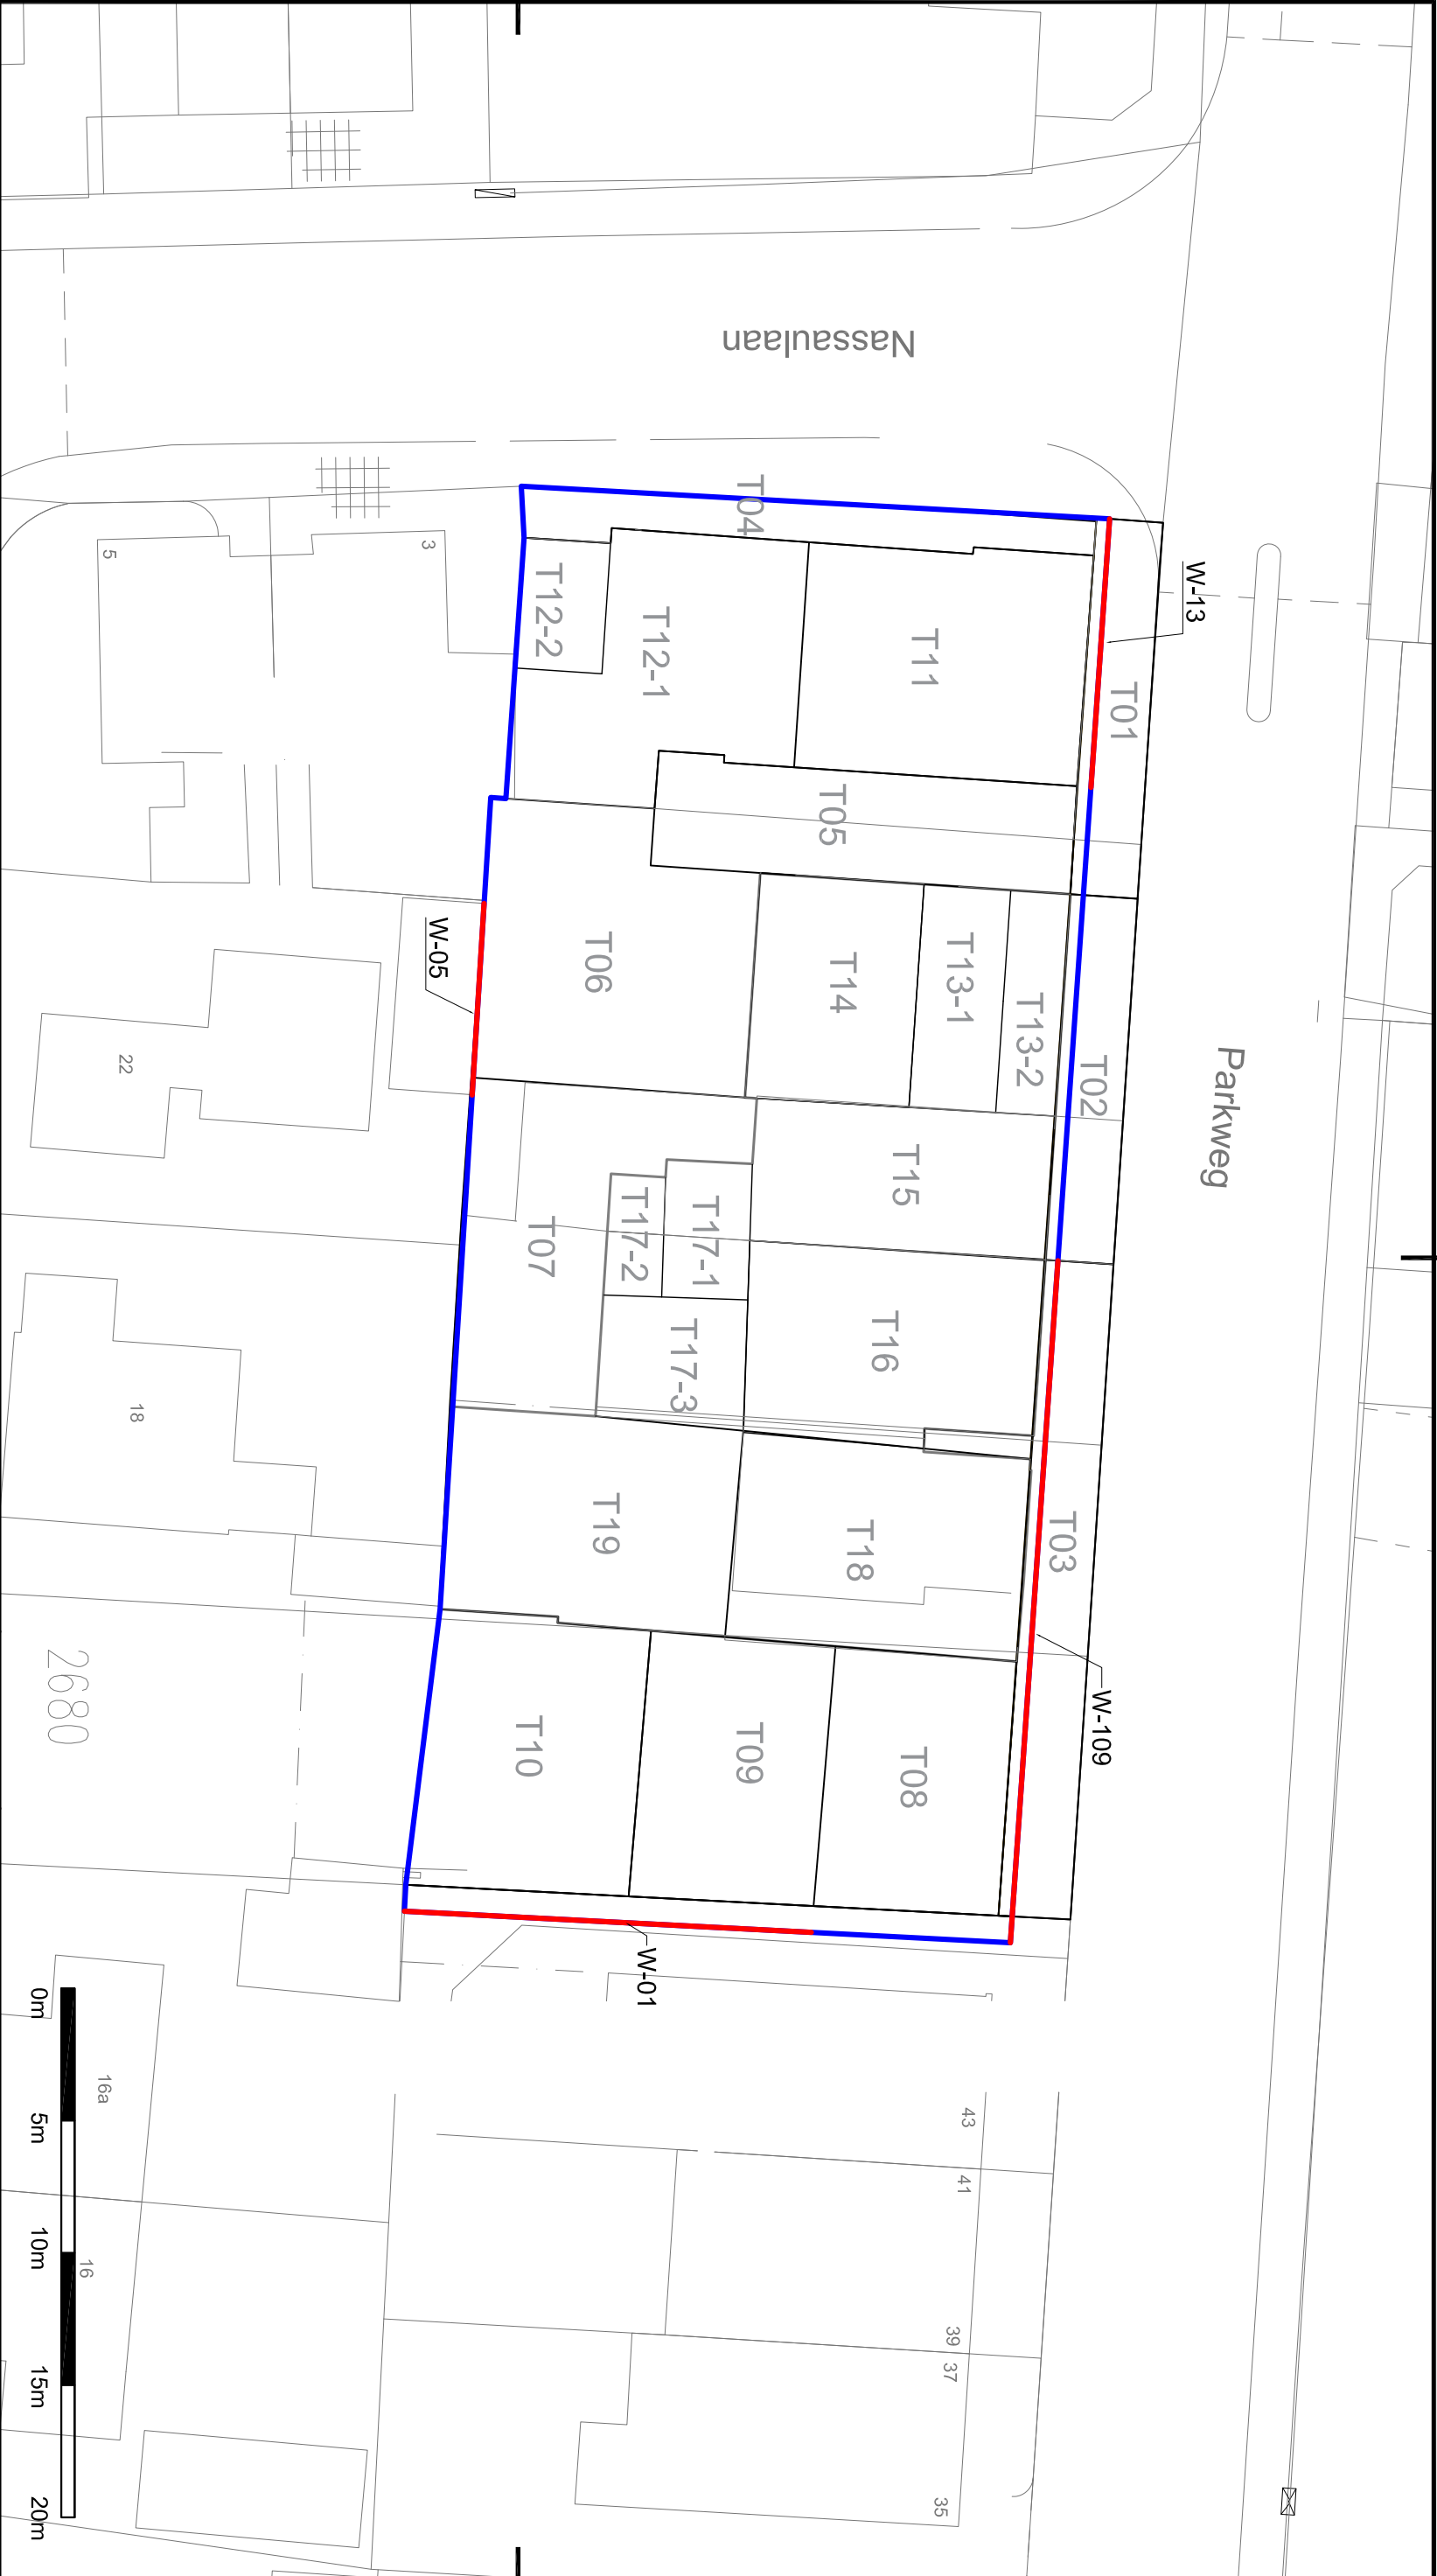 Nassaulaan
Parkweg
W-13
T01
T04
T11
T12-1
T12-2
3
5
T05
T02
T13-2
T13-1
T14
T06
W-05
22
T15
T16
T17-1
T17-2
T17-3
T07
18
T03
T18
T19
W-109
T08
T09
T10
2680
W-01
43
41
39
37
35
16a
16
0m
5m
10m
15m
20m